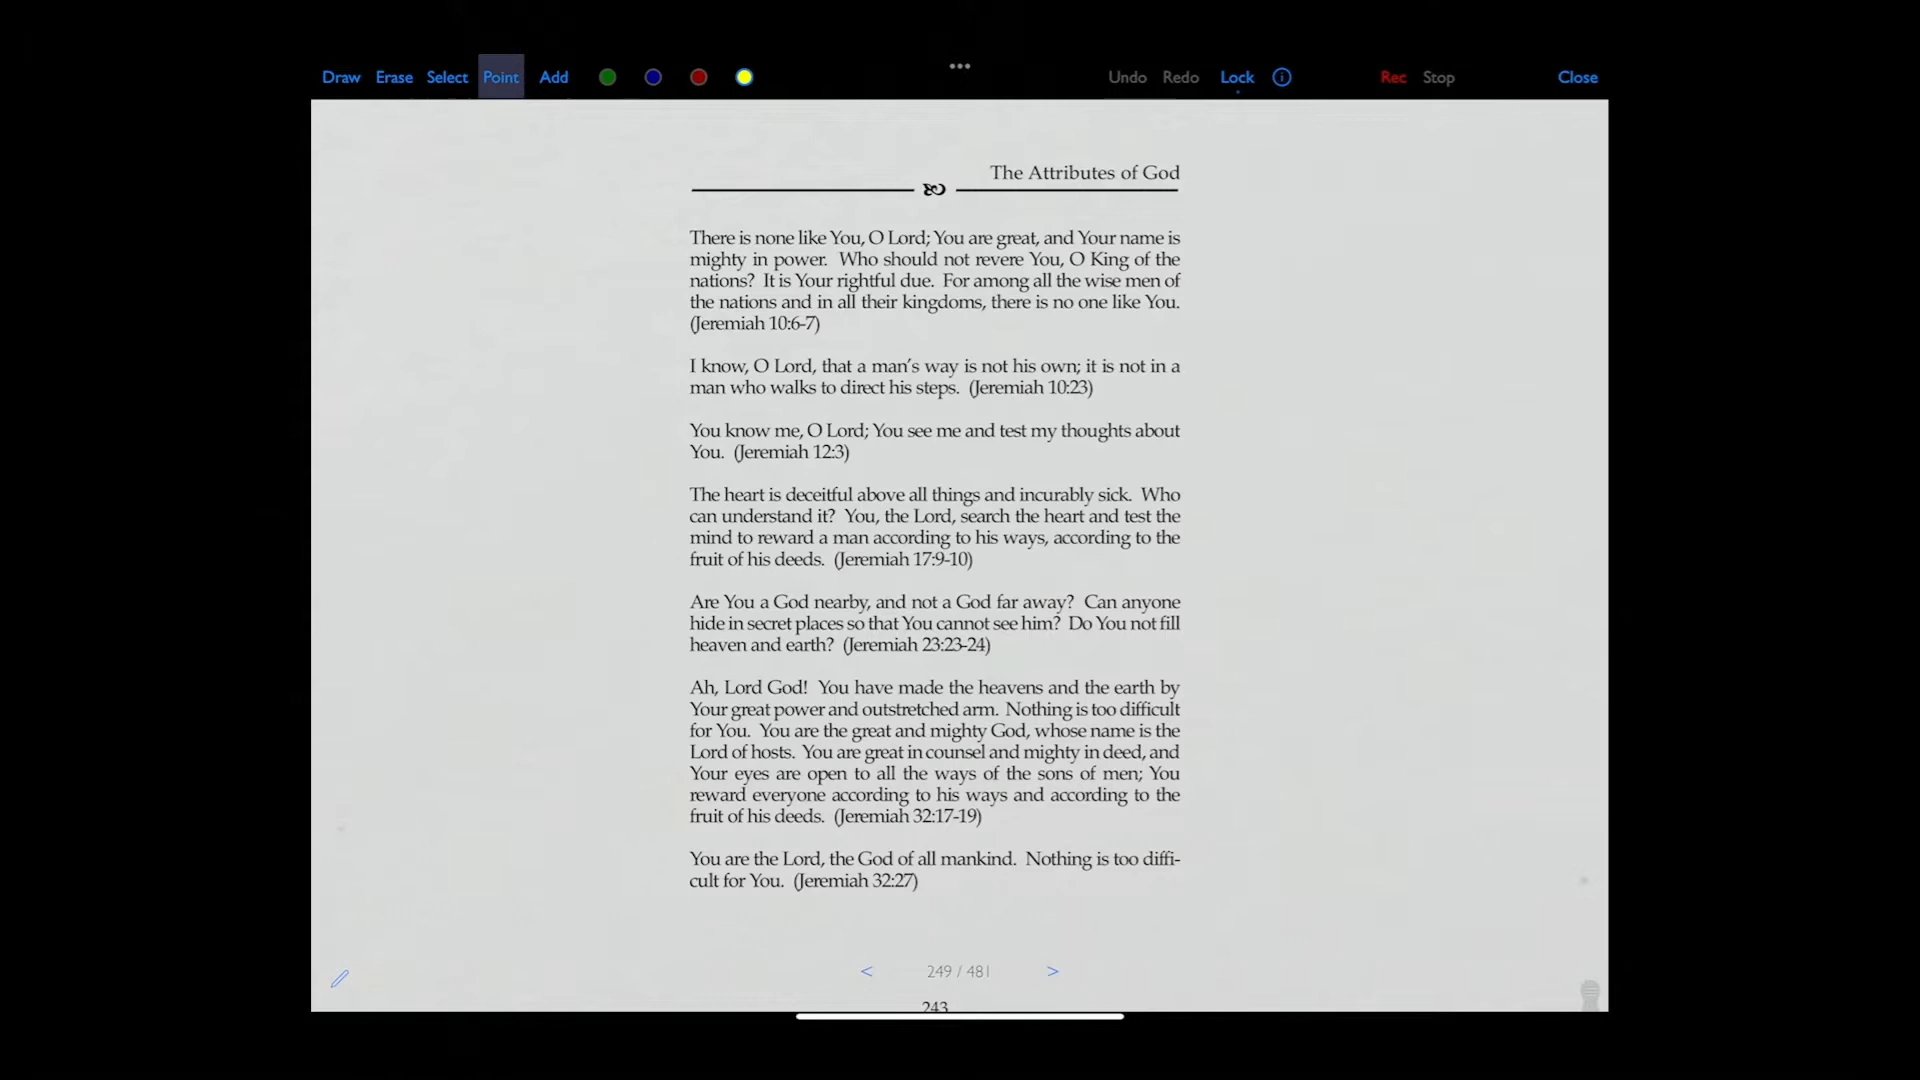 Draw Erase Select Point Add ••• Undo Redo Lock Rec Stop Close
The Attributes of God
There is none like You, O Lord; You are great, and Your name is
mighty in power. Who should not revere You, O King of the
nations? It is Your rightful due. For among all the wise men of
the nations and in all their kingdoms, there is no one like You.
(Jeremiah 10:6-7)
I know, O Lord, that a man's way is not his own; it is not in a
man who walks to direct his steps. (Jeremiah 10:23)
You know me, O Lord; You see me and test my thoughts about
You. (Jeremiah 12:3)
The heart is deceitful above all things and incurably sick. Who
can understand it? You, the Lord, search the heart and test the
mind to reward a man according to his ways, according to the
fruit of his deeds. (Jeremiah 17:9-10)
Are You a God nearby, and not a God far away? Can anyone
hide in secret places so that You cannot see him? Do You not fill
heaven and earth? (Jeremiah 23:23-24)
Ah, Lord God! You have made the heavens and the earth by
Your great power and outstretched arm. Nothing is too difficult
for You. You are the great and mighty God, whose name is the
Lord of hosts. You are great in counsel and mighty in deed, and
Your eyes are open to all the ways of the sons of men; You
reward everyone according to his ways and according to the
fruit of his deeds. (Jeremiah 32:17-19)
You are the Lord, the God of all mankind. Nothing is too diffi-
cult for You. (Jeremiah 32:27)
< 249 / 481 >
243